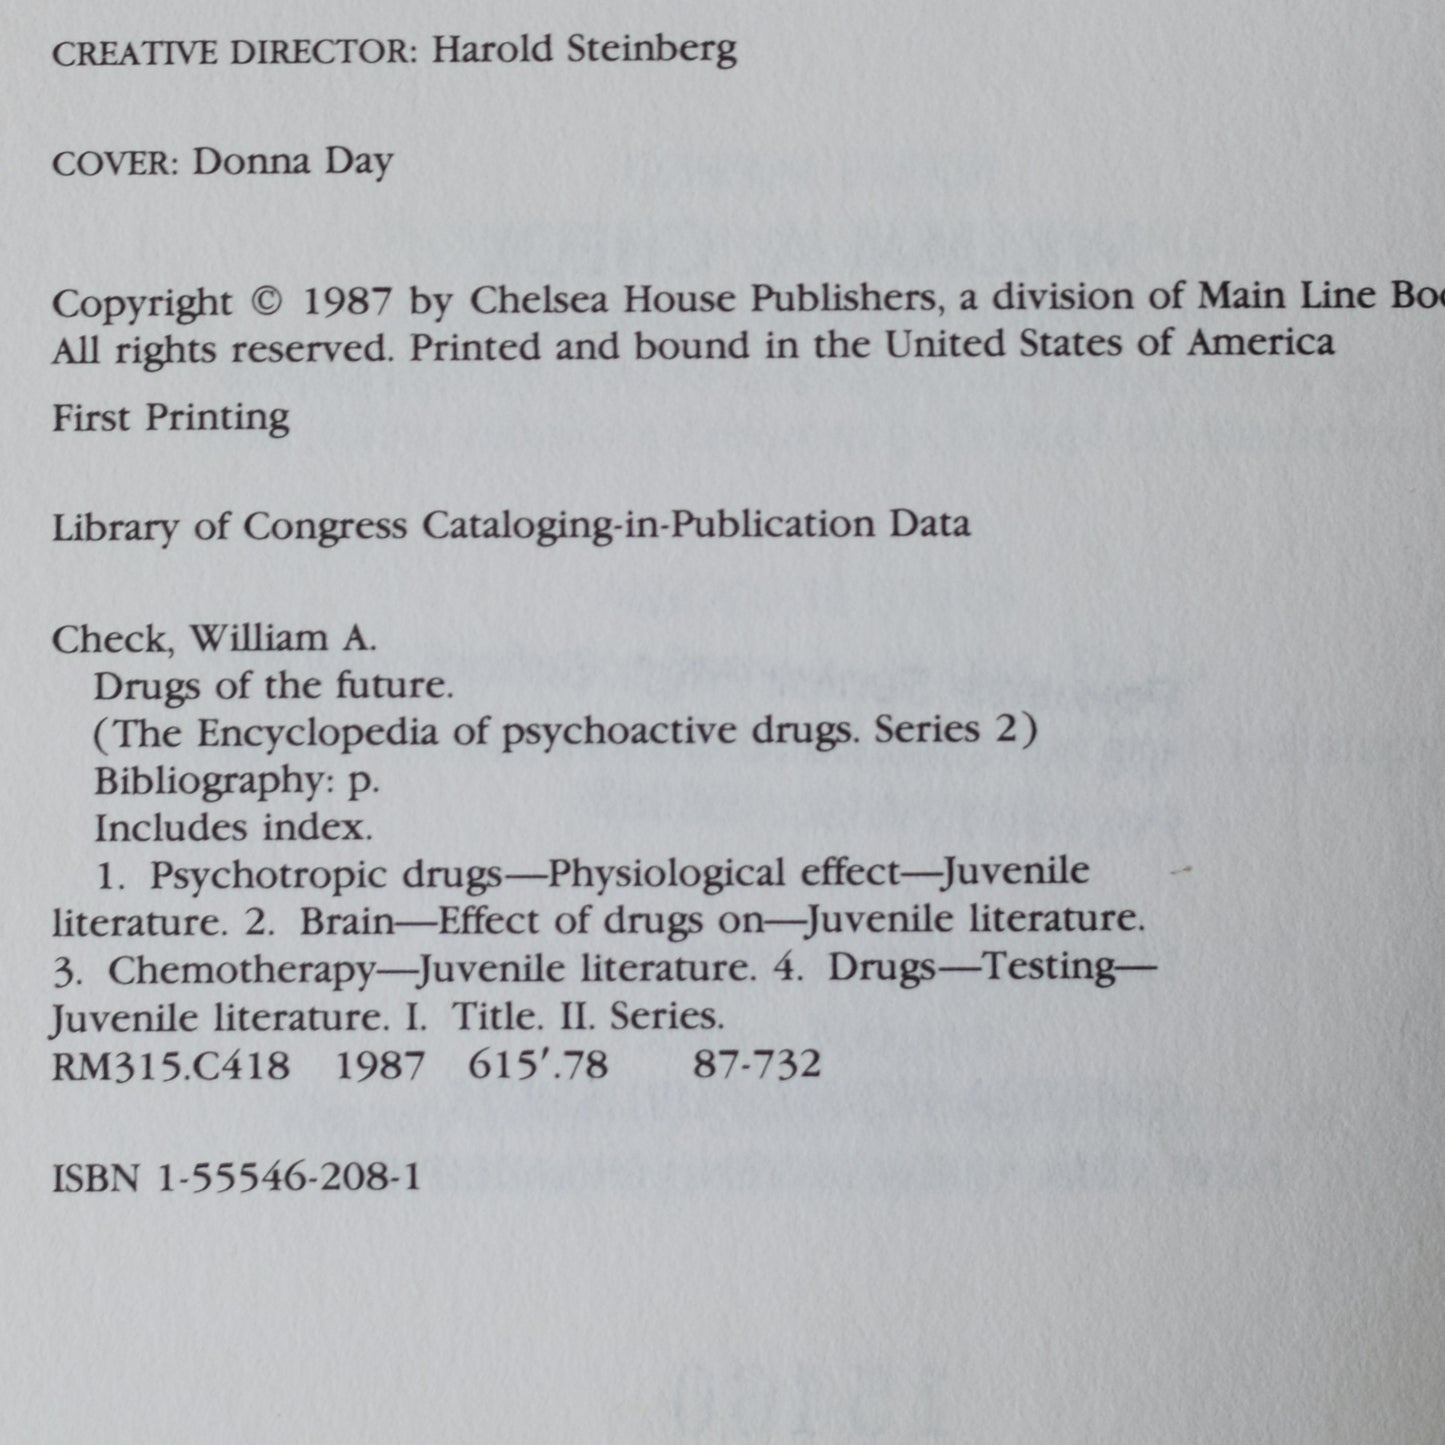 CREATIVE DIRECTOR: Harold Steinberg
COVER: Donna Day
Copyright © 1987 by Chelsea House Publishers, a division of Main Line
All rights reserved. Printed and bound in the United States of America
First Printing
Library of Congress Cataloging-in-Publication Data
Check, William A.
Drugs of the future.
(The Encyclopedia of psychoactive drugs. Series 2)
Bibliography: p.
Includes index.
1. Psychotropic drugs—Physiological effect—Juvenile
literature. 2. Brain—Effect of drugs on—Juvenile literature.
3. Chemotherapy—Juvenile literature. 4. Drugs—Testing—
Juvenile literature. I. Title. II. Series.
RM315.C418 1987 615′.78 87-732
ISBN 1-55546-208-1